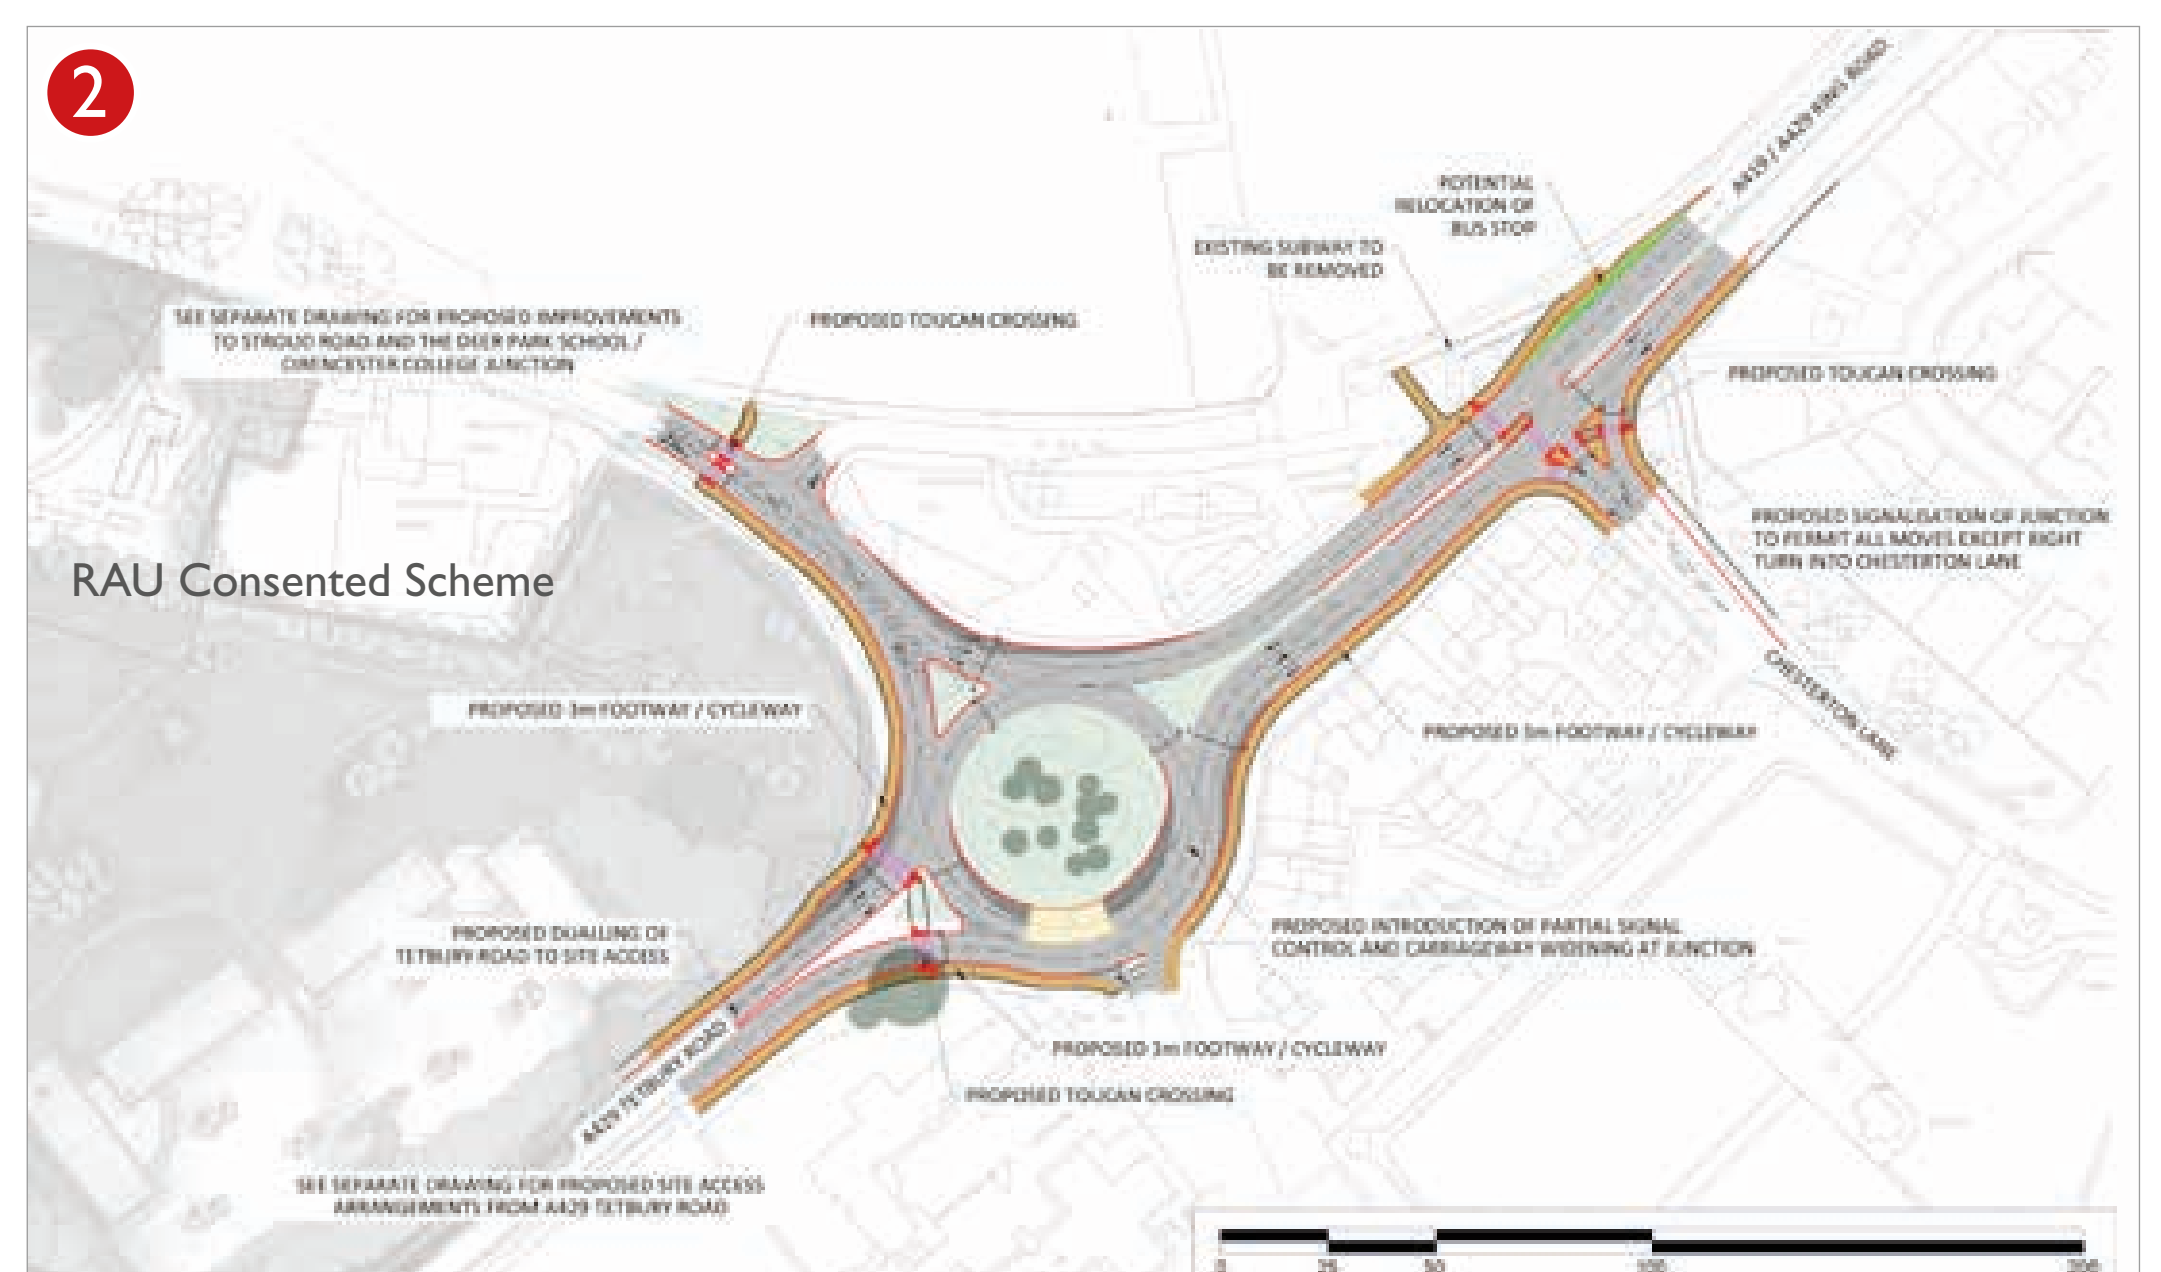 2
A419 / A429 RING ROAD
POTENTIAL
RELOCATION OF
BUS STOP
EXISTING SUBWAY TO
BE REMOVED
SEE SEPARATE DRAWING FOR PROPOSED IMPROVEMENTS
TO STROUD ROAD AND THE DEER PARK SCHOOL /
CIRENCESTER COLLEGE JUNCTION
PROPOSED TOUCAN CROSSING
PROPOSED TOUCAN CROSSING
PROPOSED SIGNALISATION OF JUNCTION
TO PERMIT ALL MOVES EXCEPT RIGHT
TURN INTO CHESTERTON LANE
RAU Consented Scheme
CHESTERTON LANE
PROPOSED 3m FOOTWAY / CYCLEWAY
PROPOSED 3m FOOTWAY / CYCLEWAY
PROPOSED DUALLING OF
TETBURY ROAD TO SITE ACCESS
PROPOSED INTRODUCTION OF PARTIAL SIGNAL
CONTROL AND CARRIAGEWAY WIDENING AT JUNCTION
A429 TETBURY ROAD
PROPOSED 3m FOOTWAY / CYCLEWAY
PROPOSED TOUCAN CROSSING
SEE SEPARATE DRAWING FOR PROPOSED SITE ACCESS
ARRANGEMENTS FROM A429 TETBURY ROAD